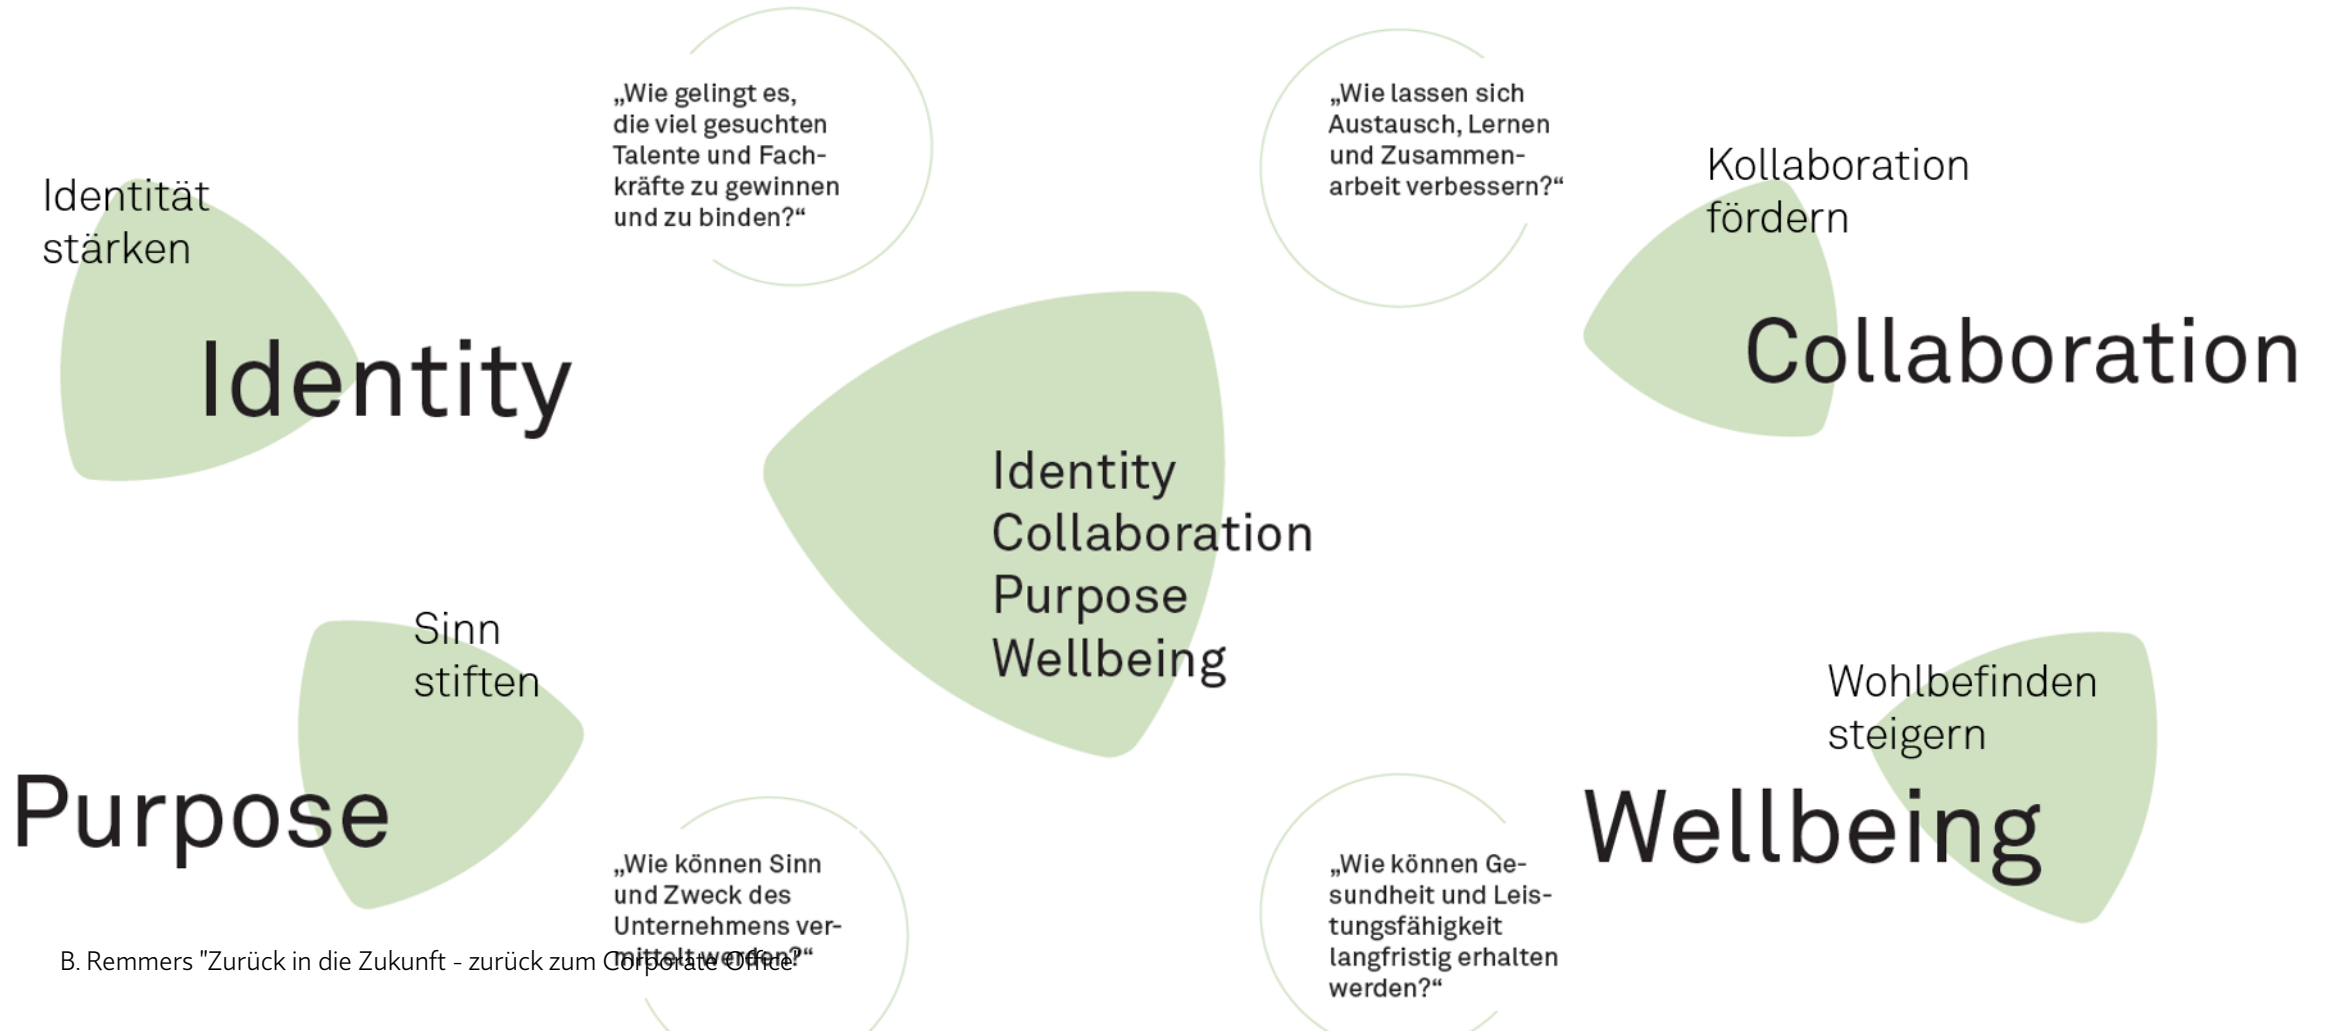 Identität
stärken
Identity
„Wie gelingt es,
die viel gesuchten
Talente und Fach-
kräfte zu gewinnen
und zu binden?“
„Wie lassen sich
Austausch, Lernen
und Zusammen-
arbeit verbessern?“
Kollaboration
fördern
Collaboration
Identity
Collaboration
Purpose
Wellbeing
Sinn
stiften
Purpose
„Wie können Sinn
und Zweck des
Unternehmens ver-
mittelt werden?“
„Wie können Ge-
sundheit und Leis-
tungsfähigkeit
langfristig erhalten
werden?“
Wohlbefinden
steigern
Wellbeing
B. Remmers "Zurück in die Zukunft - zurück zum Corporate Office"